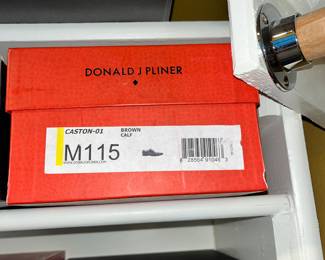 DONALD J PLINER
CASTON-01 BROWN
CALF
M115